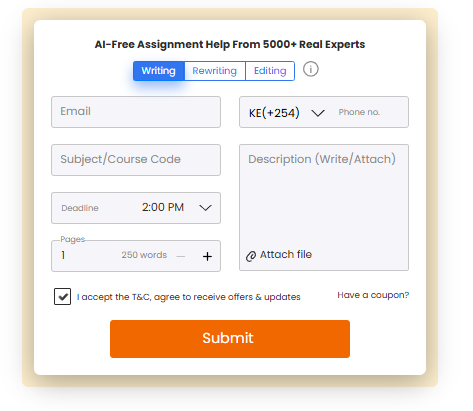 AI-Free Assignment Help From 5000+ Real Experts
Writing Rewriting Editing i
Email
KE(+254) Phone no.
Subject/Course Code
Description (Write/Attach)
Deadline 2:00 PM
Pages
1 250 words — +
Attach file
I accept the T&C, agree to receive offers & updates
Have a coupon?
Submit